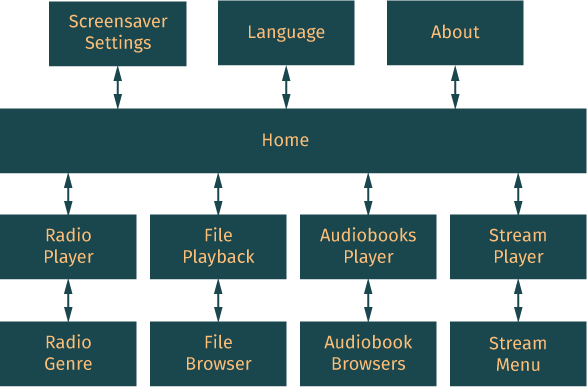 Screensaver
Settings
Language
About
Home
Radio
Player
File
Playback
Audiobooks
Player
Stream
Player
Radio
Genre
File
Browser
Audiobook
Browsers
Stream
Menu